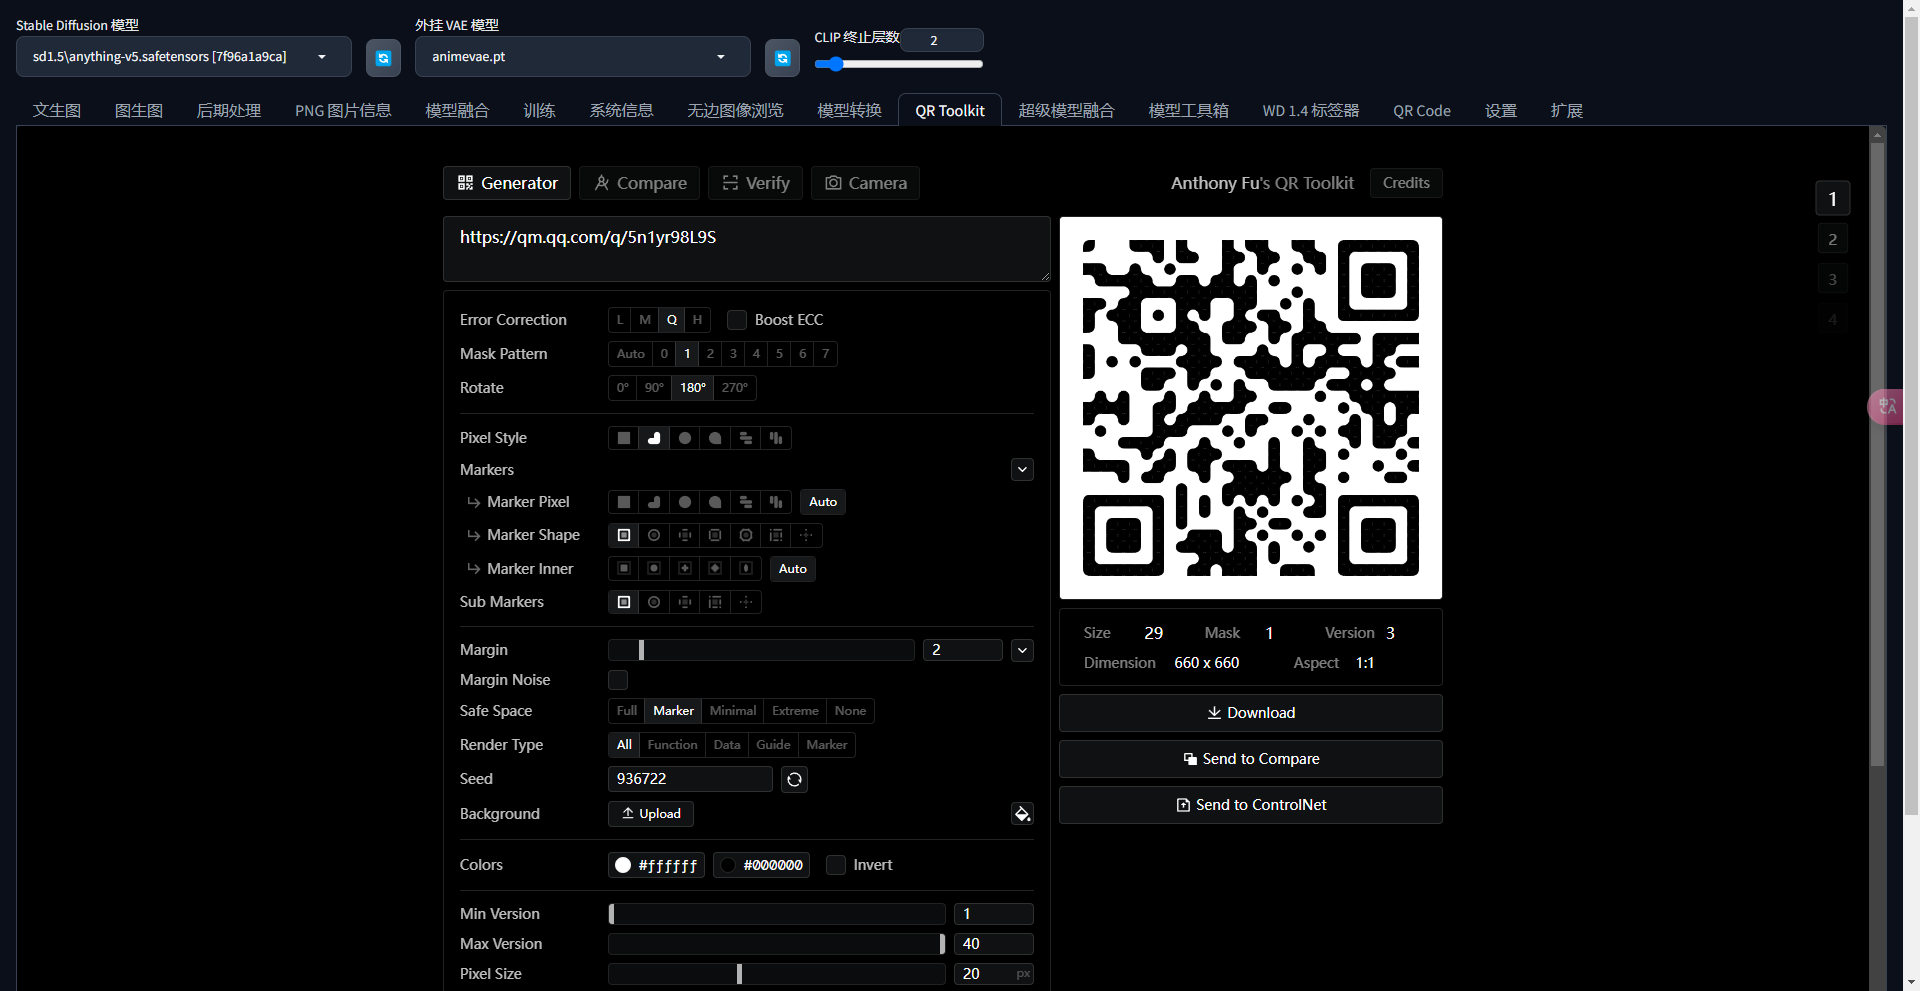 Stable Diffusion 模型
外挂 VAE 模型
CLIP 终止层数
2
sd1.5\anything-v5.safetensors [7f96a1a9ca]
animevae.pt
文生图 图生图 后期处理 PNG 图片信息 模型融合 训练 系统信息 无边图像浏览 模型转换 QR Toolkit 超级模型融合 模型工具箱 WD 1.4 标签器 QR Code 设置 扩展
Generator Compare Verify Camera
Anthony Fu's QR Toolkit Credits
1
2
3
4
https://qm.qq.com/q/5n1yr98L9S
Error Correction L M Q H Boost ECC
Mask Pattern Auto 0 1 2 3 4 5 6 7
Rotate 0° 90° 180° 270°
Pixel Style
Markers
Marker Pixel Auto
Marker Shape
Marker Inner Auto
Sub Markers
Margin 2
Margin Noise
Safe Space Full Marker Minimal Extreme None
Render Type All Function Data Guide Marker
Seed 936722
Background Upload
Colors #ffffff #000000 Invert
Min Version 1
Max Version 40
Pixel Size 20 px
Size 29 Mask 1 Version 3
Dimension 660 x 660 Aspect 1:1
Download
Send to Compare
Send to ControlNet
中A